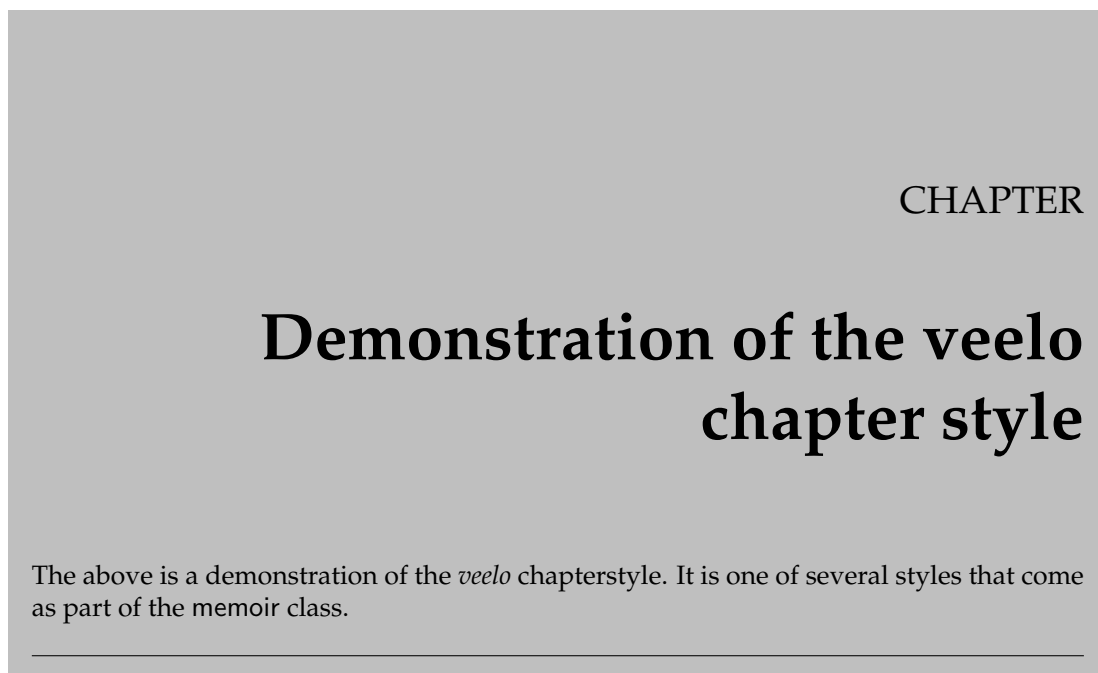 CHAPTER
Demonstration of the veelo
chapter style
The above is a demonstration of the veelo chapterstyle. It is one of several styles that come
as part of the memoir class.